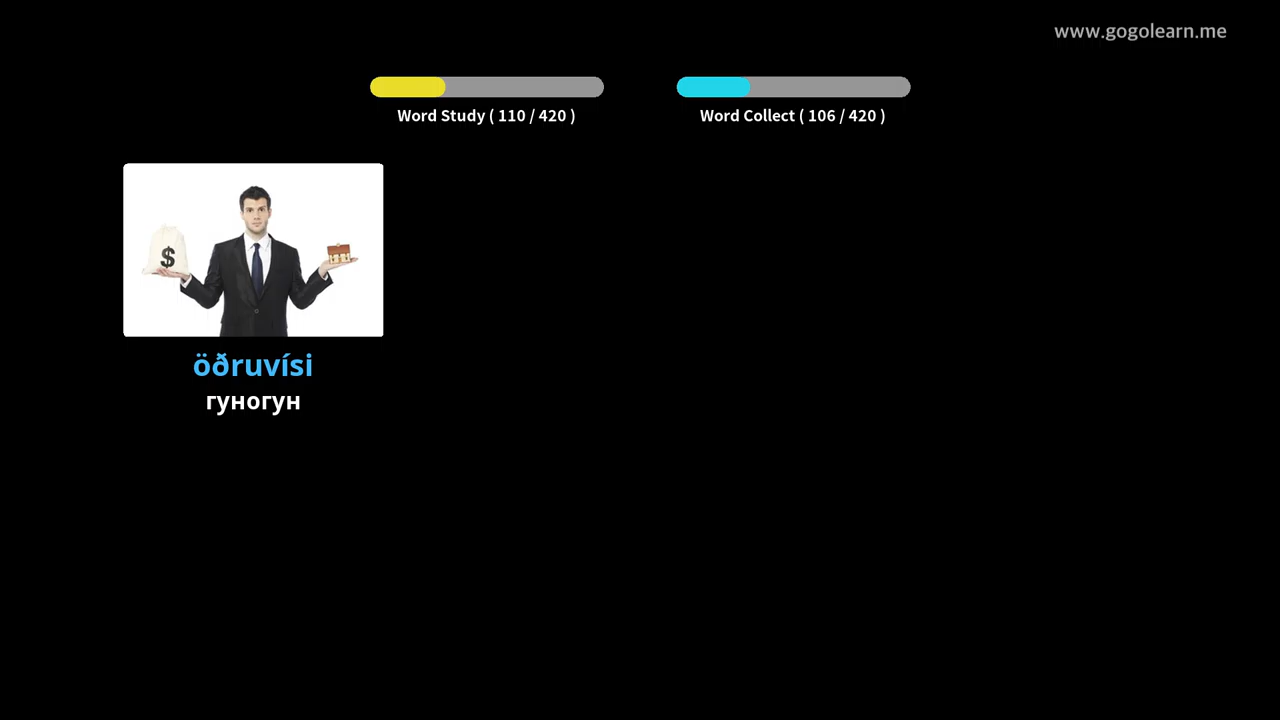 www.gogolearn.me
Word Study ( 110 / 420 )
Word Collect ( 106 / 420 )
$
öðruvísi
гуногун